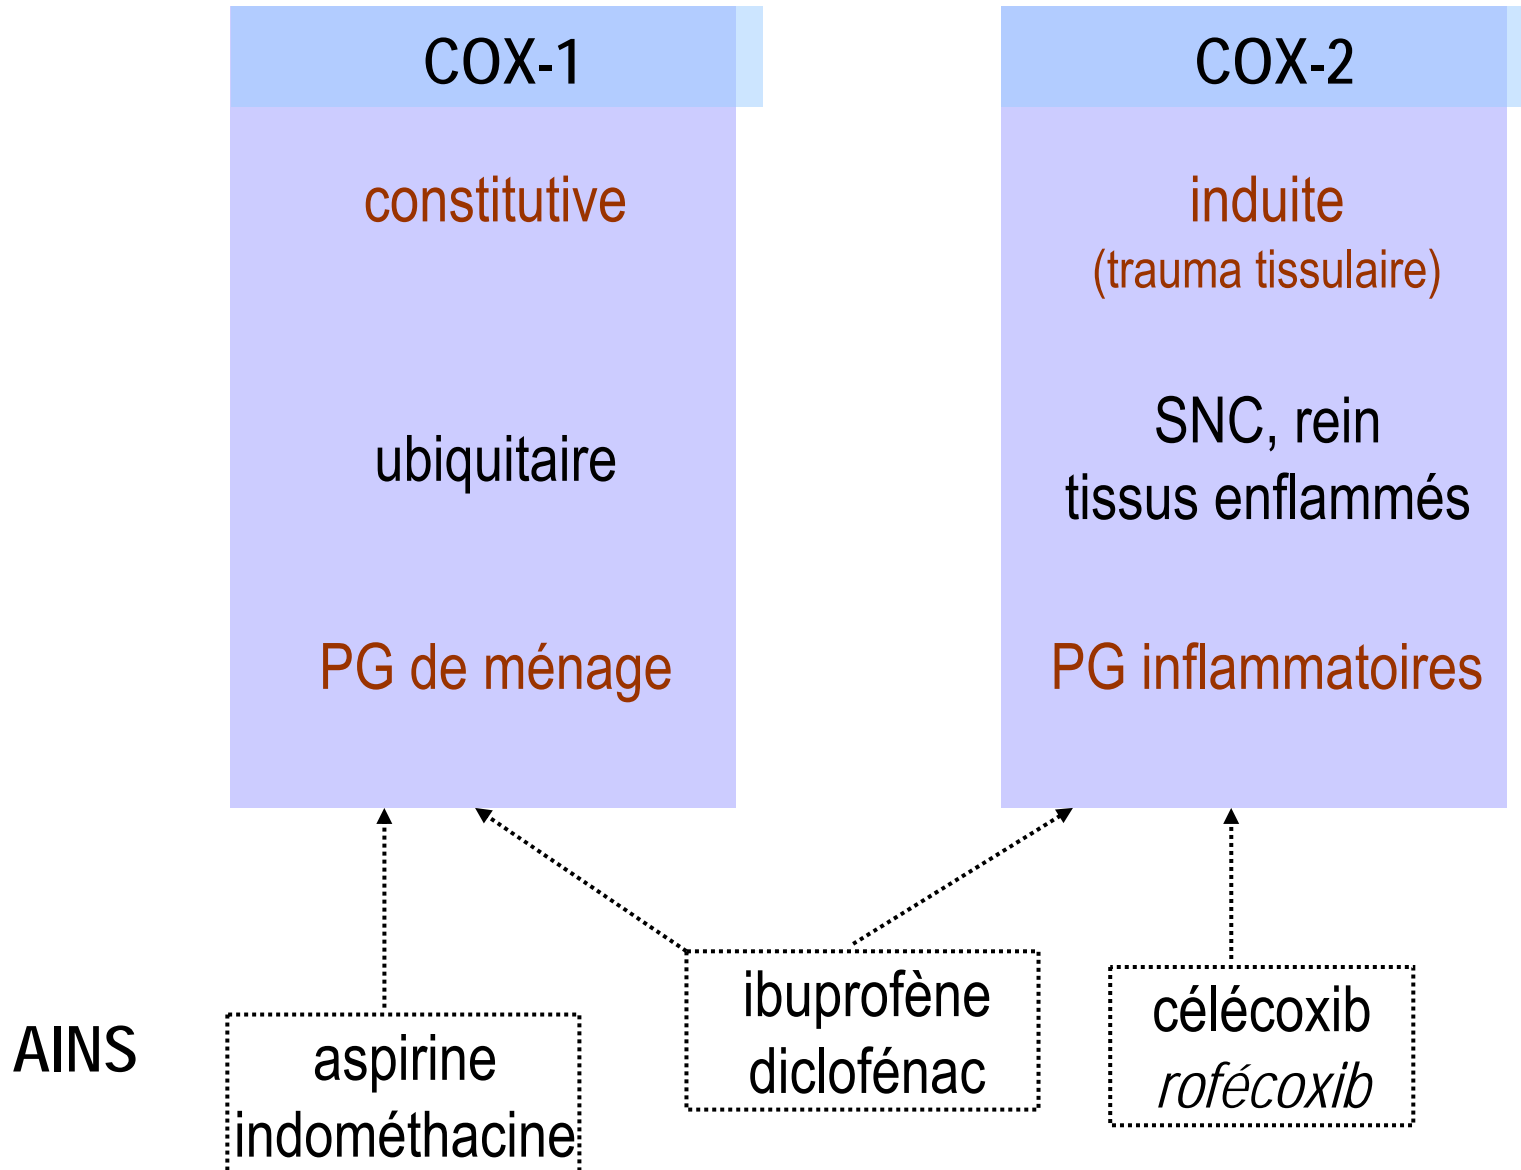 COX-1
constitutive
ubiquitaire
PG de ménage
COX-2
induite
(trauma tissulaire)
SNC, rein
tissus enflammés
PG inflammatoires
AINS
aspirine
indométhacine
ibuprofène
diclofénac
célécoxib
rofécoxib